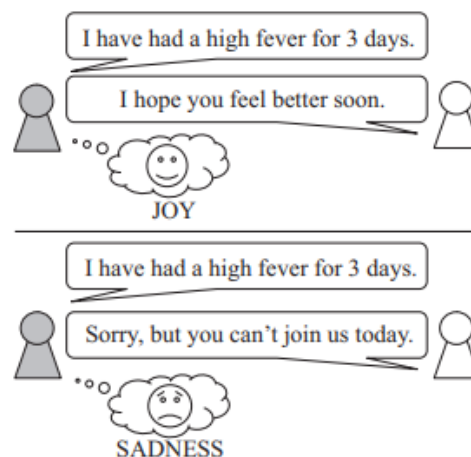 I have had a high fever for 3 days.
I hope you feel better soon.
JOY
I have had a high fever for 3 days.
Sorry, but you can’t join us today.
SADNESS